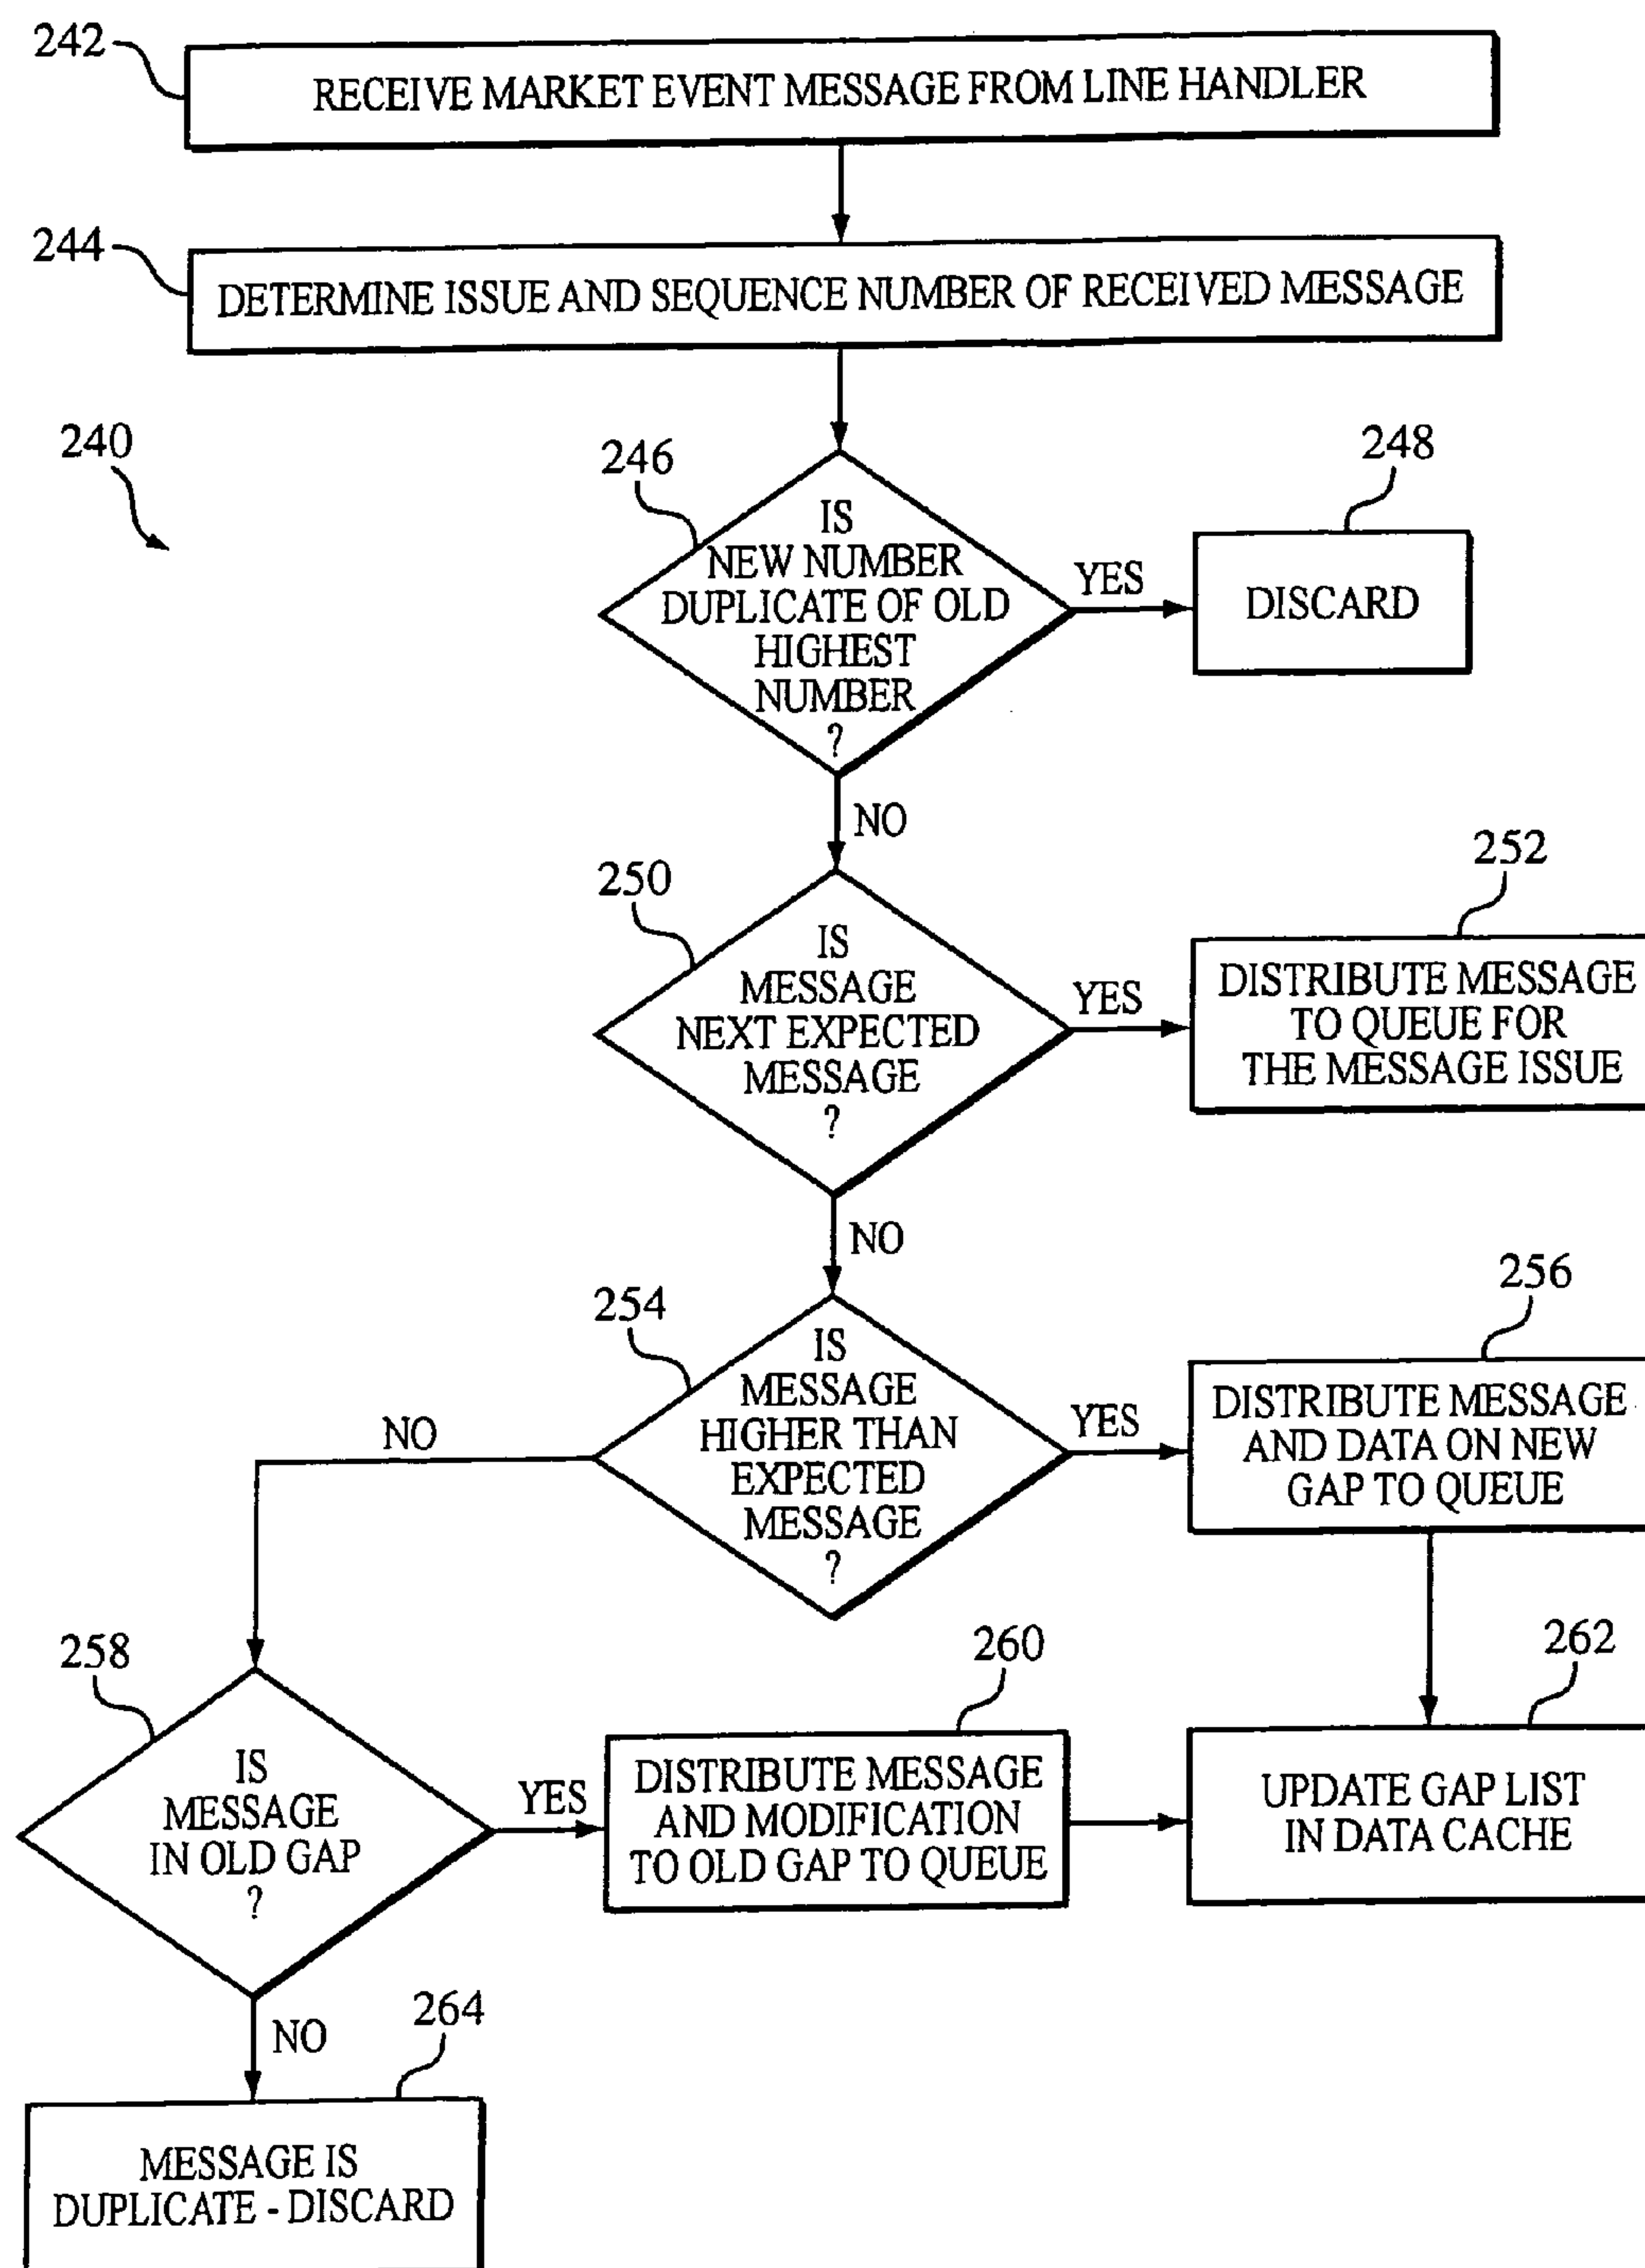 242
RECEIVE MARKET EVENT MESSAGE FROM LINE HANDLER
244
DETERMINE ISSUE AND SEQUENCE NUMBER OF RECEIVED MESSAGE
240
246
IS
NEW NUMBER
DUPLICATE OF OLD
HIGHEST
NUMBER
?
YES
248
DISCARD
NO
250
IS
MESSAGE
NEXT EXPECTED
MESSAGE
?
YES
252
DISTRIBUTE MESSAGE
TO QUEUE FOR
THE MESSAGE ISSUE
NO
254
IS
MESSAGE
HIGHER THAN
EXPECTED
MESSAGE
?
YES
256
DISTRIBUTE MESSAGE
AND DATA ON NEW
GAP TO QUEUE
NO
258
IS
MESSAGE
IN OLD GAP
?
YES
260
DISTRIBUTE MESSAGE
AND MODIFICATION
TO OLD GAP TO QUEUE
262
UPDATE GAP LIST
IN DATA CACHE
NO
264
MESSAGE IS
DUPLICATE - DISCARD